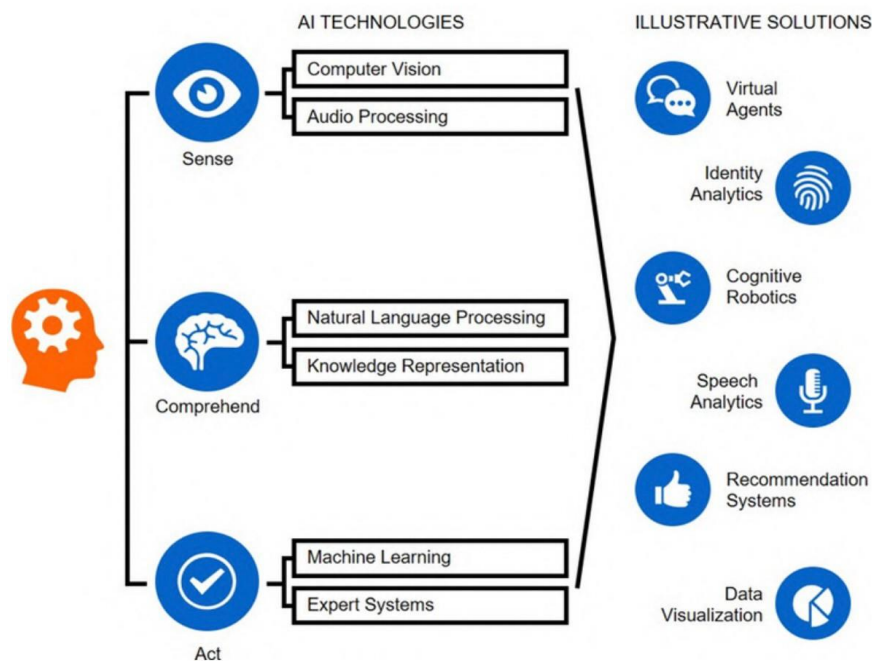 AI TECHNOLOGIES
ILLUSTRATIVE SOLUTIONS
Computer Vision
Audio Processing
Sense
Natural Language Processing
Knowledge Representation
Comprehend
Machine Learning
Expert Systems
Act
Virtual
Agents
Identity
Analytics
Cognitive
Robotics
Speech
Analytics
Recommendation
Systems
Data
Visualization